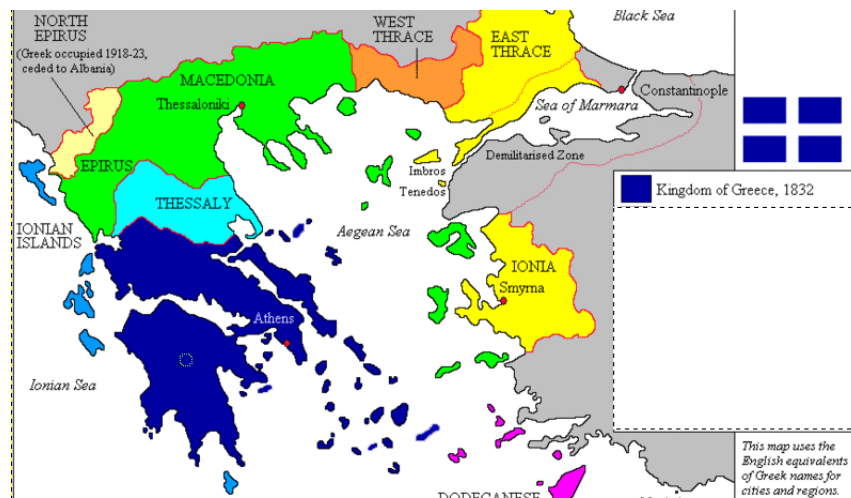 NORTH
EPIRUS
(Greek occupied 1918-23,
ceded to Albania)
WEST
THRACE
EAST
THRACE
Black Sea
MACEDONIA
Thessaloniki
Constantinople
Sea of Marmara
EPIRUS
Imbros
Tenedos
Demilitarised Zone
Kingdom of Greece, 1832
THESSALY
IONIAN
ISLANDS
Aegean Sea
IONIA
Smyrna
Athens
Ionian Sea
This map uses the
English equivalents
of Greek names for
cities and regions.
DODECANESE